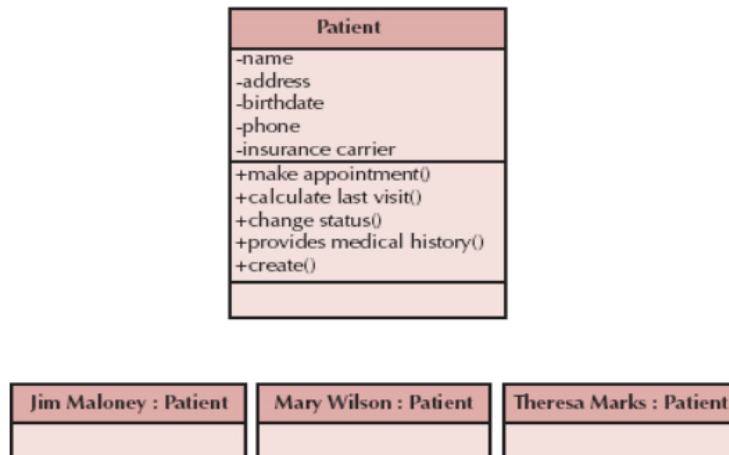 Patient
-name
-address
-birthdate
-phone
-insurance carrier
+make appointment()
+calculate last visit()
+change status()
+provides medical history()
+create()
Jim Maloney : Patient
Mary Wilson : Patient
Theresa Marks : Patient